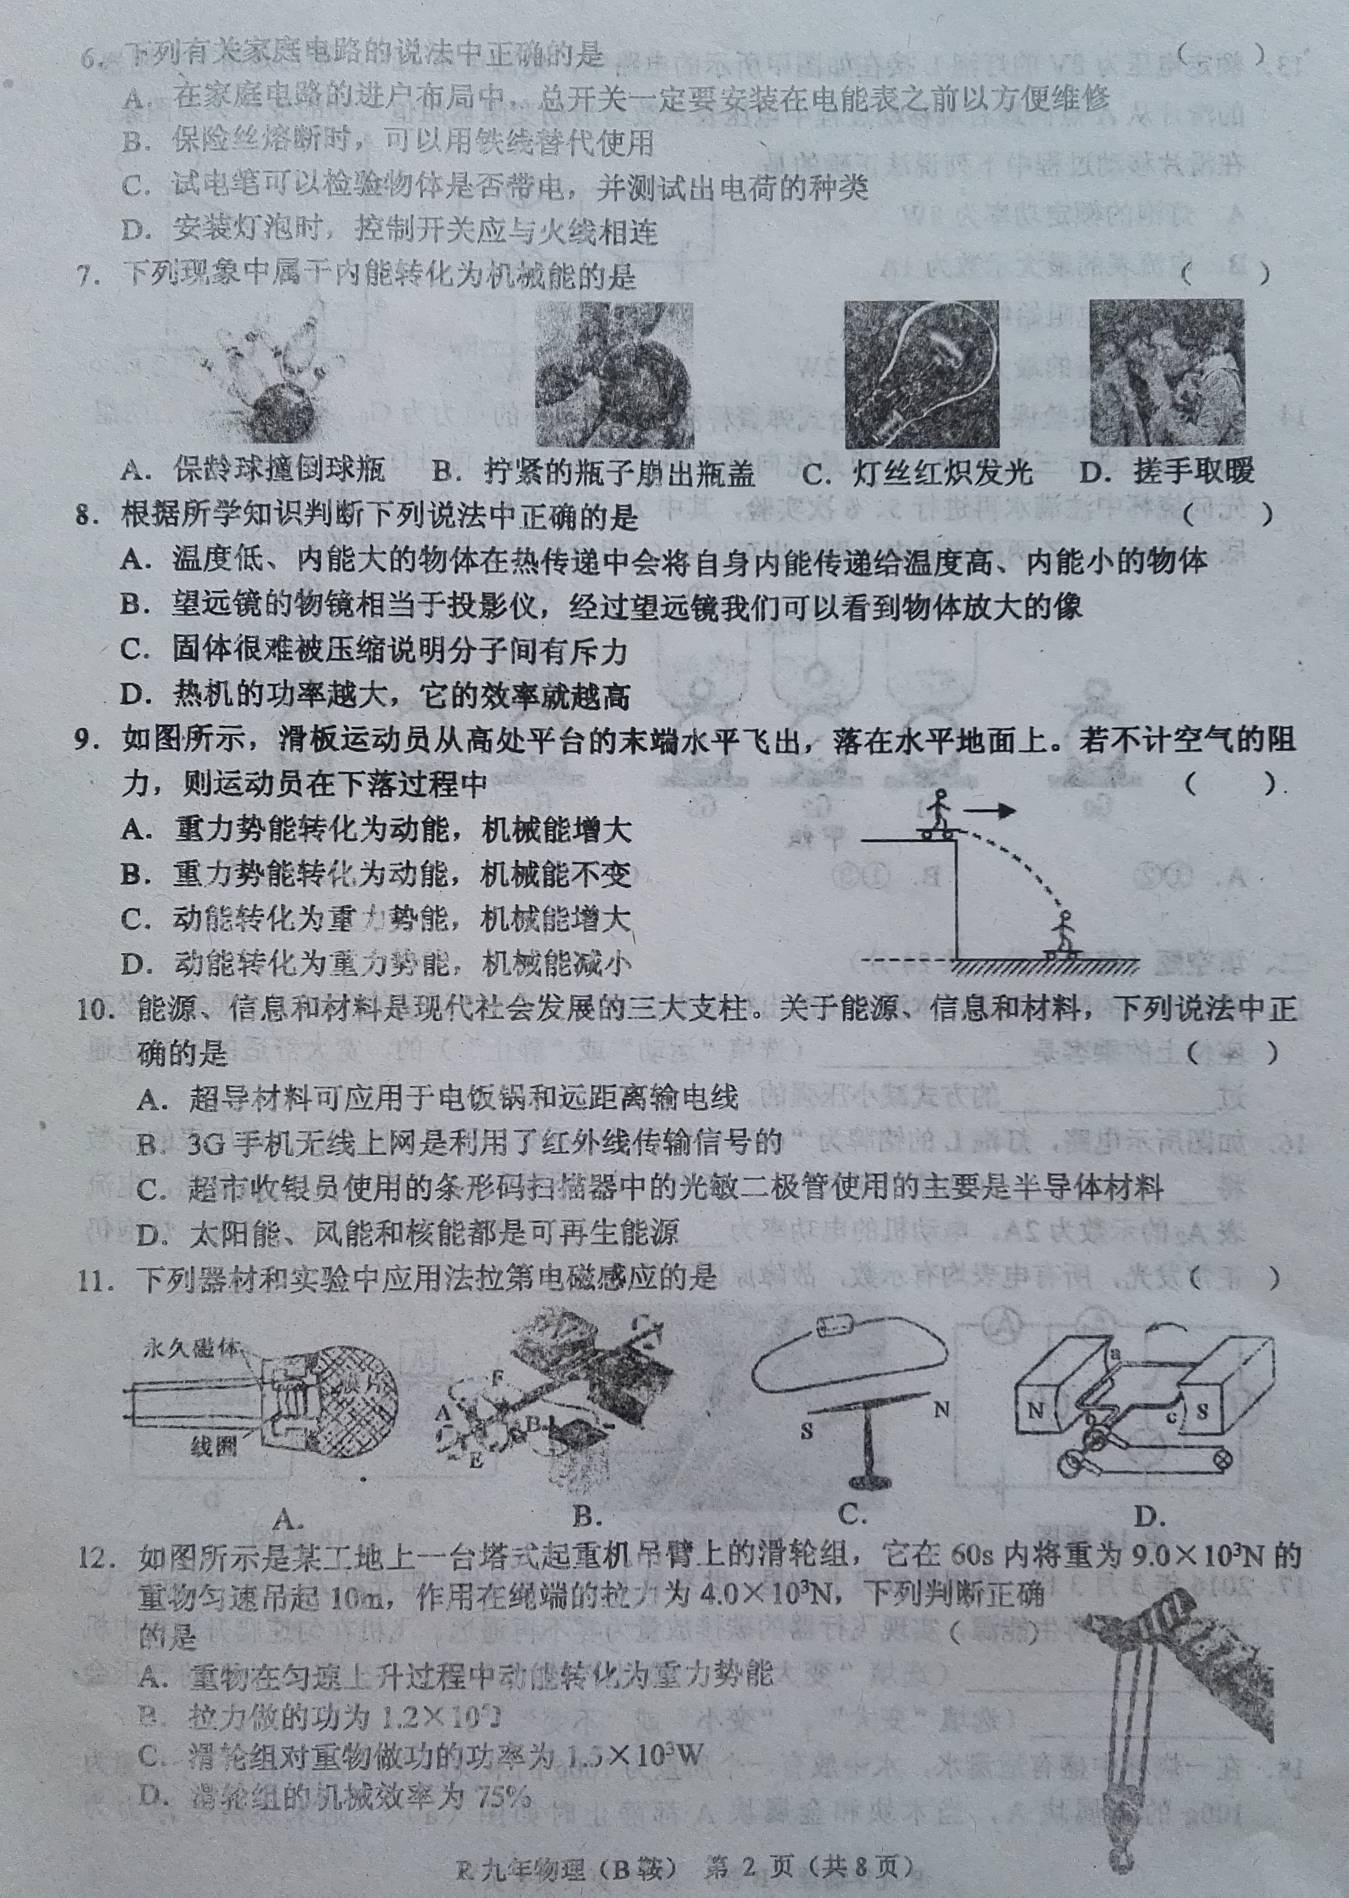 6．下列有关家庭电路的说法中正确的是（　　）
A．在家庭电路的进户布局中，总开关一定要安装在电能表之前以方便维修
B．保险丝熔断时，可以用铁线替代使用
C．试电笔可以检验物体是否带电，并测试出电荷的种类
D．安装灯泡时，控制开关应与火线相连
7．下列现象中属于内能转化为机械能的是（　　）
A．保龄球撞倒球瓶　B．拧紧的瓶子崩出瓶盖　C．灯丝红炽发光　D．搓手取暖
8．根据所学知识判断下列说法中正确的是（　　）
A．温度低、内能大的物体在热传递中会将自身内能传递给温度高、内能小的物体
B．望远镜的物镜相当于投影仪，经过望远镜我们可以看到物体放大的像
C．固体很难被压缩说明分子间有斥力
D．热机的功率越大，它的效率就越高
9．如图所示，滑板运动员从高处平台的末端水平飞出，落在水平地面上。若不计空气的阻
力，则运动员在下落过程中（　　）.
A．重力势能转化为动能，机械能增大
B．重力势能转化为动能，机械能不变
C．动能转化为重力势能，机械能增大
D．动能转化为重力势能，机械能减小
10．能源、信息和材料是现代社会发展的三大支柱。关于能源、信息和材料，下列说法中正
确的是（　　）
A．超导材料可应用于电饭锅和远距离输电线
B．3G 手机无线上网是利用了红外线传输信号的
C．超市收银员使用的条形码扫描器中的光敏二极管使用的主要是半导体材料
D．太阳能、风能和核能都是可再生能源
11．下列器材和实验中应用法拉第电磁感应的是（　　）
永久磁体
膜片
线圈
F
A
B
E
S N
N a b c S
A.　B.　C.　D.
12．如图所示是某工地上一台塔式起重机吊臂上的滑轮组，它在 60s 内将重为 9.0×10³N 的
重物匀速吊起 10m，作用在绳端的拉力为 4.0×10³N，下列判断正确
的是（　　）
A．重物在匀速上升过程中动能转化为重力势能
B．拉力做的功为 1.2×10⁵J
C．滑轮组对重物做功的功率为 1.5×10³W
D．滑轮组的机械效率为 75%
R 九年物理（B 鞍）　第 2 页（共 8 页）